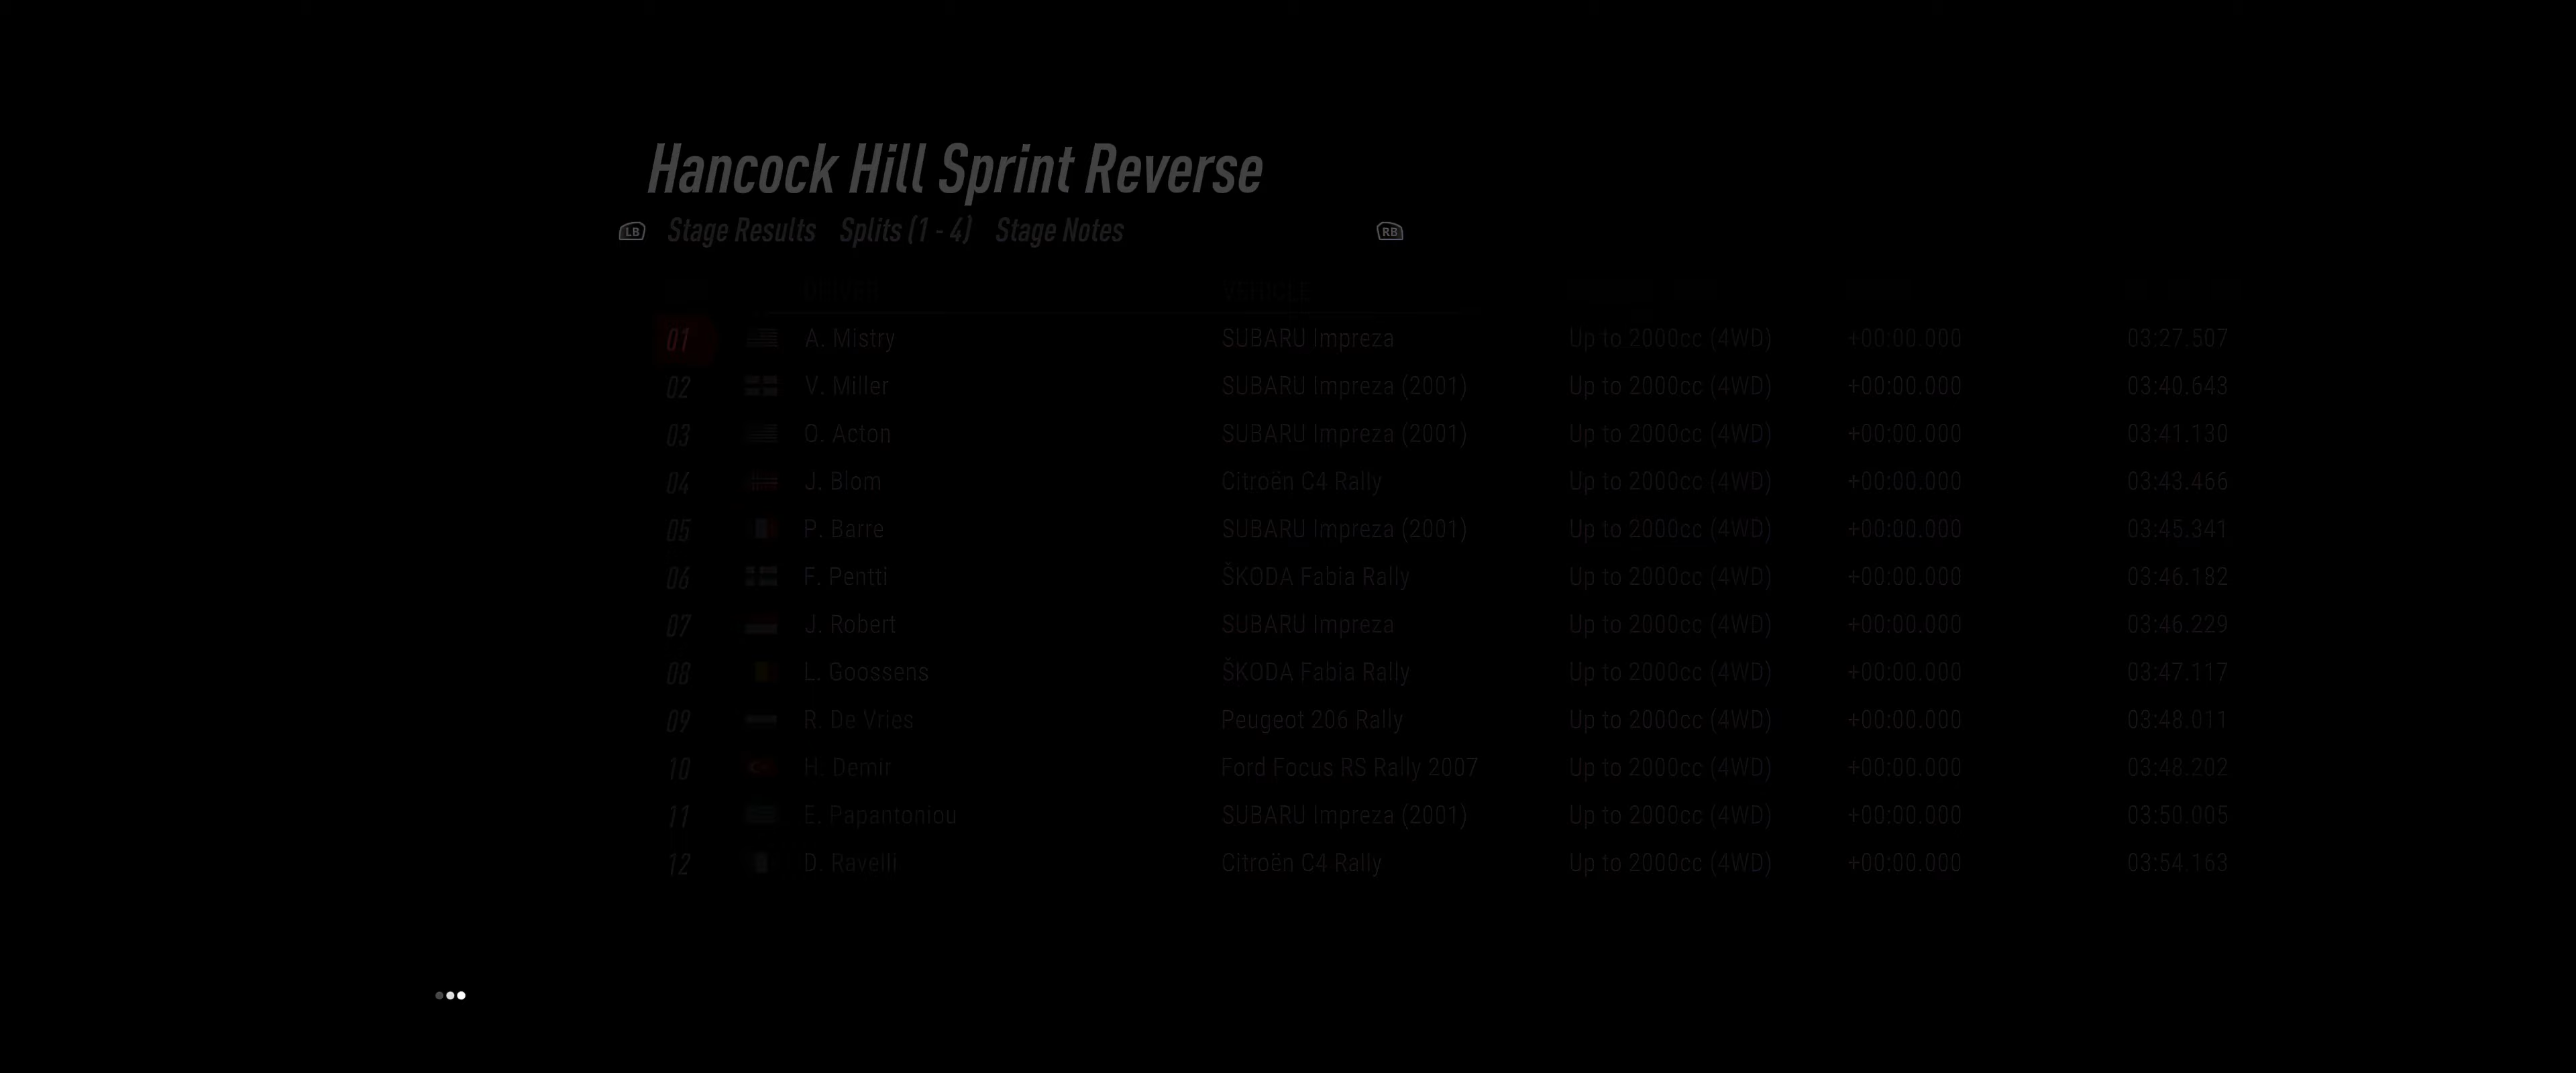 Hancock Hill Sprint Reverse
LB Stage Results Splits (1 - 4) Stage Notes RB
DRIVER VEHICLE
01 A. Mistry SUBARU Impreza Up to 2000cc (4WD) +00:00.000 03:27.507
02 V. Miller SUBARU Impreza (2001) Up to 2000cc (4WD) +00:00.000 03:40.643
03 O. Acton SUBARU Impreza (2001) Up to 2000cc (4WD) +00:00.000 03:41.130
04 J. Blom Citroën C4 Rally Up to 2000cc (4WD) +00:00.000 03:43.466
05 P. Barre SUBARU Impreza (2001) Up to 2000cc (4WD) +00:00.000 03:45.341
06 F. Pentti ŠKODA Fabia Rally Up to 2000cc (4WD) +00:00.000 03:46.182
07 J. Robert SUBARU Impreza Up to 2000cc (4WD) +00:00.000 03:46.229
08 L. Goossens ŠKODA Fabia Rally Up to 2000cc (4WD) +00:00.000 03:47.117
09 R. De Vries Peugeot 206 Rally Up to 2000cc (4WD) +00:00.000 03:48.011
10 H. Demir Ford Focus RS Rally 2007 Up to 2000cc (4WD) +00:00.000 03:48.202
11 E. Papantoniou SUBARU Impreza (2001) Up to 2000cc (4WD) +00:00.000 03:50.005
12 D. Ravelli Citroën C4 Rally Up to 2000cc (4WD) +00:00.000 03:54.163